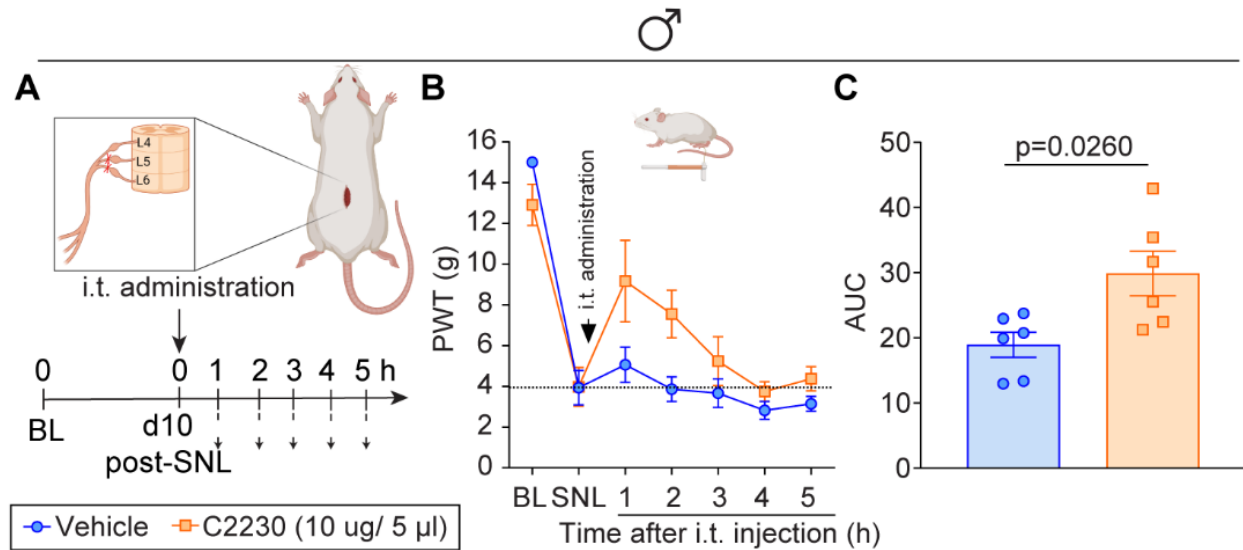 ♂
A
L4
L5
L6
i.t. administration
0
0 1 2 3 4 5 h
BL
d10
post-SNL
B
16
14
12
10
8
6
4
2
0
PWT (g)
i.t. administration
BL SNL 1 2 3 4 5
Time after i.t. injection (h)
C
50
40
30
20
10
0
AUC
p=0.0260
Vehicle C2230 (10 ug/ 5 µl)